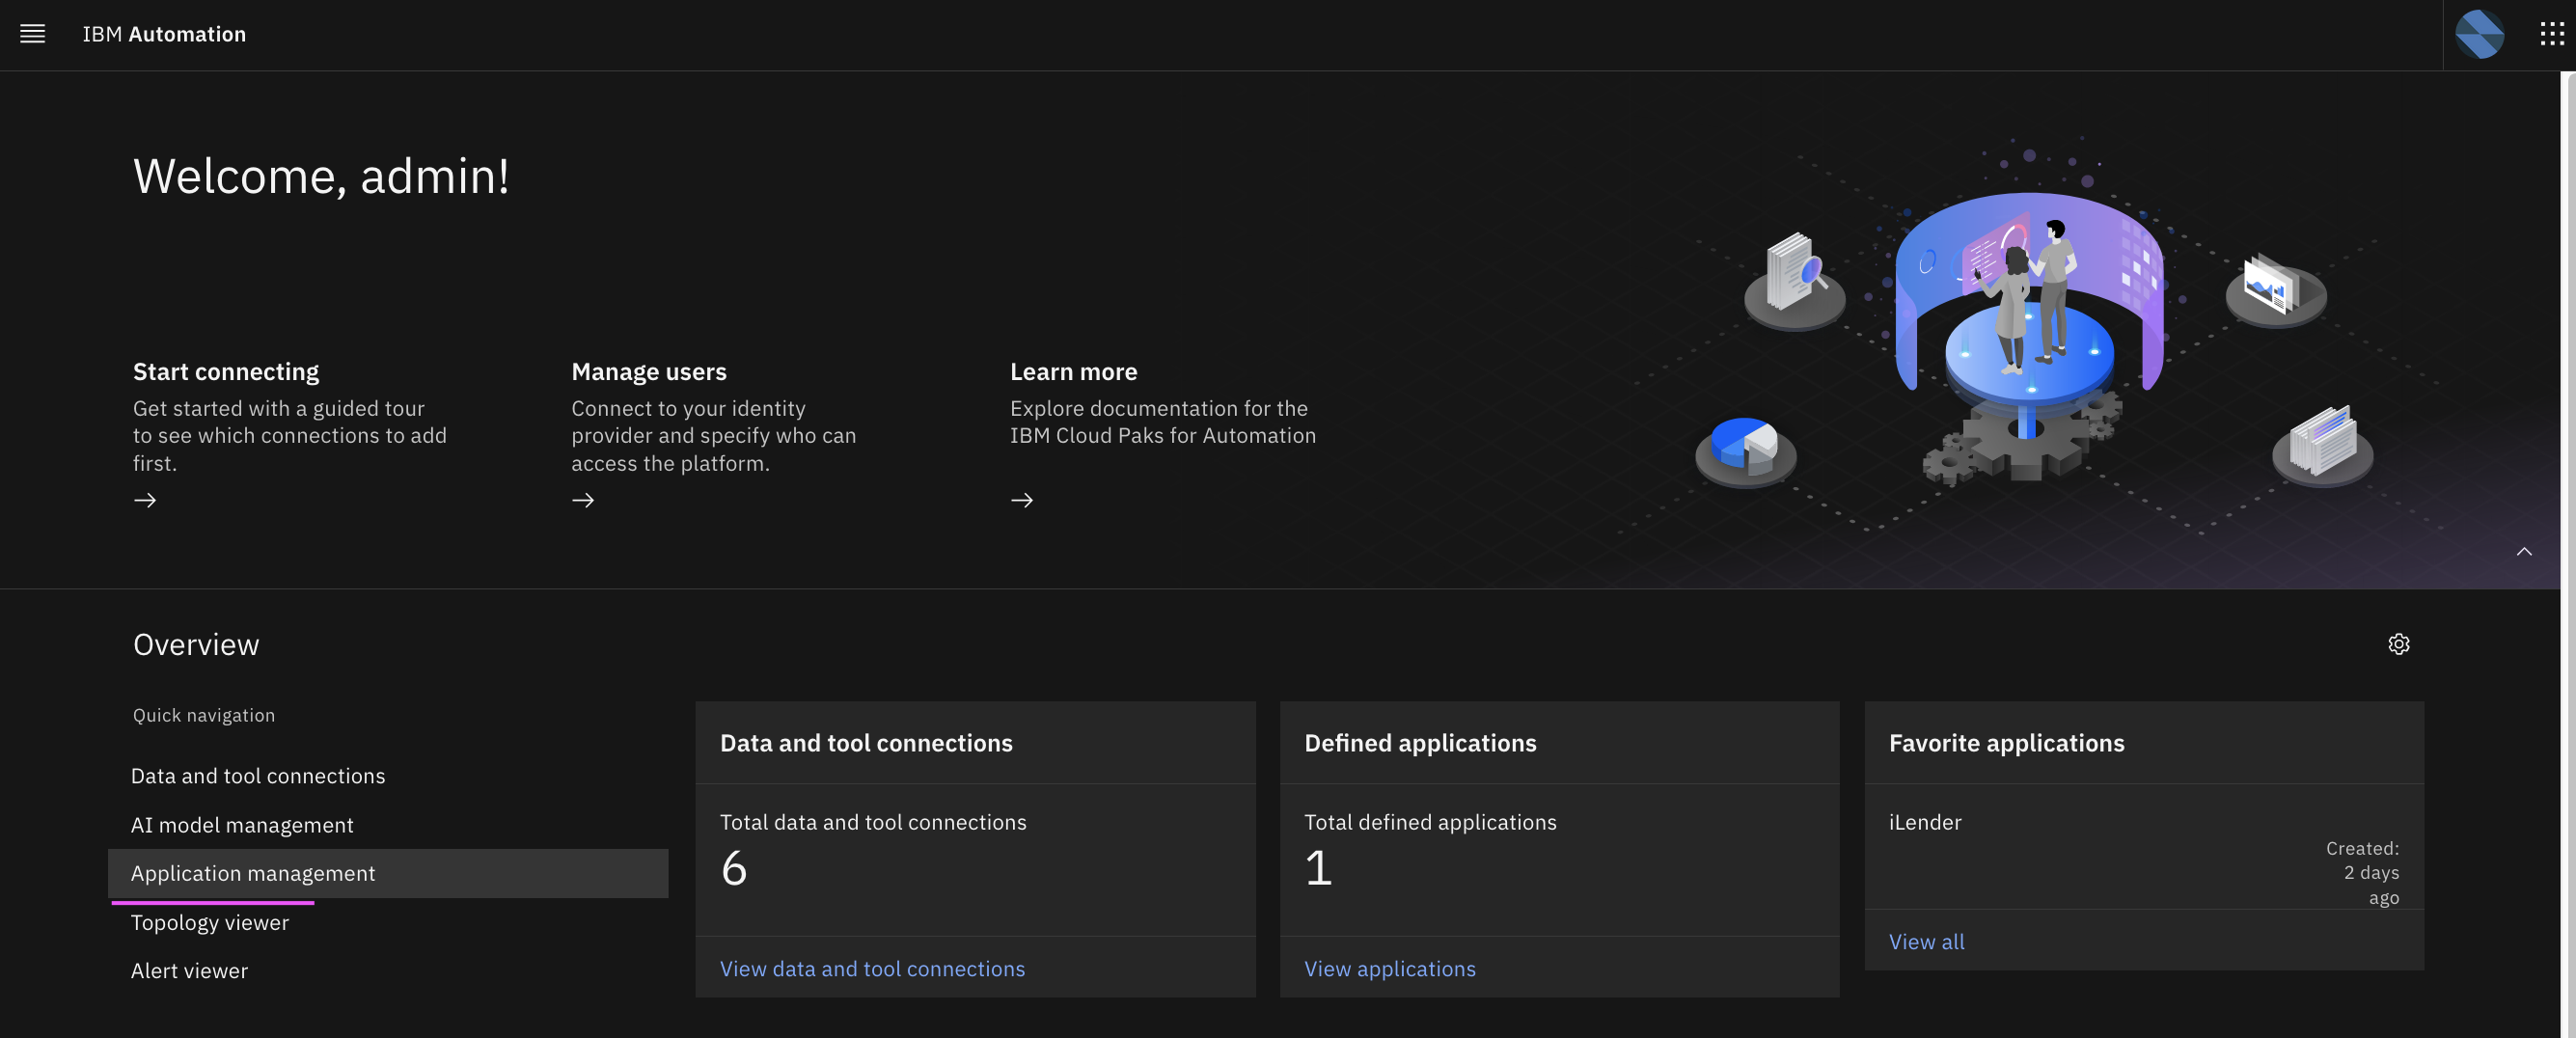 IBM Automation
Welcome, admin!
Start connecting
Get started with a guided tour
to see which connections to add
first.
Manage users
Connect to your identity
provider and specify who can
access the platform.
Learn more
Explore documentation for the
IBM Cloud Paks for Automation
Overview
Quick navigation
Data and tool connections
AI model management
Application management
Topology viewer
Alert viewer
Data and tool connections
Total data and tool connections
6
View data and tool connections
Defined applications
Total defined applications
1
View applications
Favorite applications
iLender
Created:
2 days
ago
View all